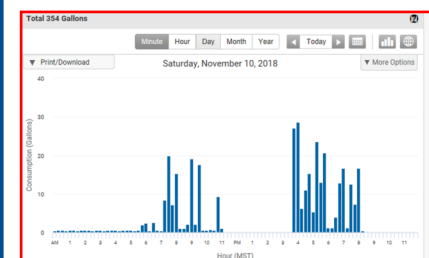 Total 354 Gallons
Minute Hour Day Month Year Today
Print/Download Saturday, November 10, 2018 More Options
Consumption (Gallons)
40
30
20
10
0
AM 1 2 3 4 5 6 7 8 9 10 11 PM 1 2 3 4 5 6 7 8 9 10 11
Hour (MST)